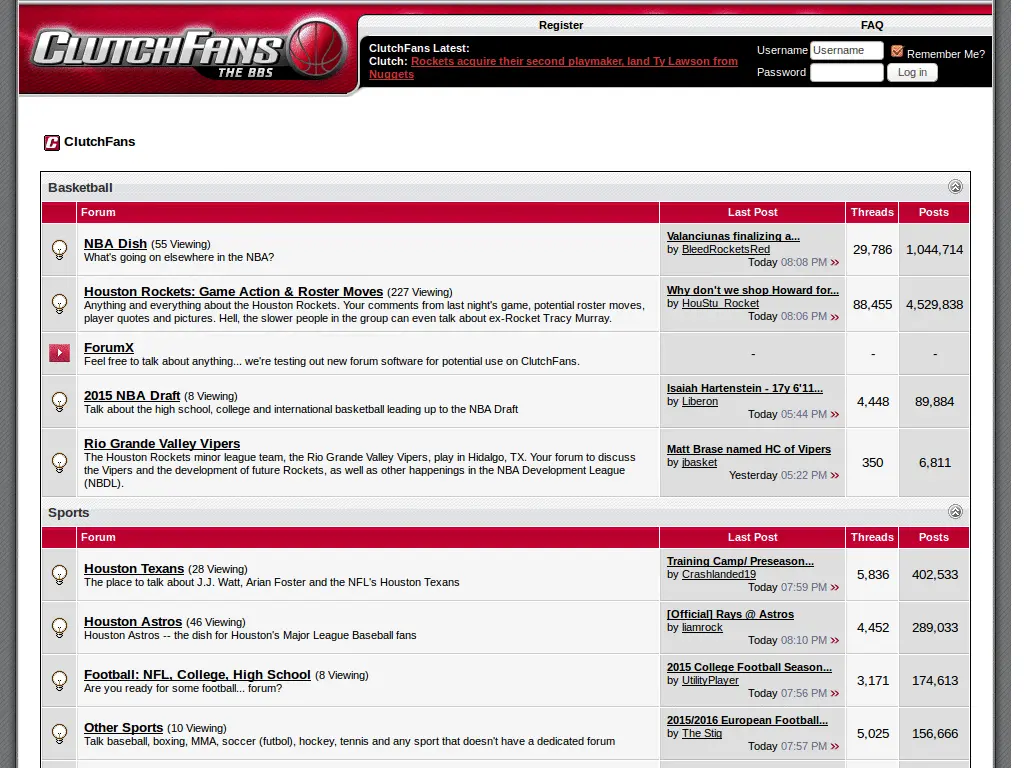 CLUTCHFANS
THE BBS
Register
FAQ
ClutchFans Latest:
Clutch: Rockets acquire their second playmaker, land Ty Lawson from
Nuggets
Username Username Remember Me?
Password Log in
ClutchFans
Basketball
Forum Last Post Threads Posts
NBA Dish (55 Viewing)
What's going on elsewhere in the NBA?
Valanciunas finalizing a...
by BleedRocketsRed
Today 08:08 PM
29,786 1,044,714
Houston Rockets: Game Action & Roster Moves (227 Viewing)
Anything and everything about the Houston Rockets. Your comments from last night's game, potential roster moves,
player quotes and pictures. Hell, the slower people in the group can even talk about ex-Rocket Tracy Murray.
Why don't we shop Howard for...
by HouStu_Rocket
Today 08:06 PM
88,455 4,529,838
ForumX
Feel free to talk about anything... we're testing out new forum software for potential use on ClutchFans.
- - -
2015 NBA Draft (8 Viewing)
Talk about the high school, college and international basketball leading up to the NBA Draft
Isaiah Hartenstein - 17y 6'11...
by Liberon
Today 05:44 PM
4,448 89,884
Rio Grande Valley Vipers
The Houston Rockets minor league team, the Rio Grande Valley Vipers, play in Hidalgo, TX. Your forum to discuss
the Vipers and the development of future Rockets, as well as other happenings in the NBA Development League
(NBDL).
Matt Brase named HC of Vipers
by jbasket
Yesterday 05:22 PM
350 6,811
Sports
Forum Last Post Threads Posts
Houston Texans (28 Viewing)
The place to talk about J.J. Watt, Arian Foster and the NFL's Houston Texans
Training Camp/ Preseason...
by Crashlanded19
Today 07:59 PM
5,836 402,533
Houston Astros (46 Viewing)
Houston Astros -- the dish for Houston's Major League Baseball fans
[Official] Rays @ Astros
by liamrock
Today 08:10 PM
4,452 289,033
Football: NFL, College, High School (8 Viewing)
Are you ready for some football... forum?
2015 College Football Season...
by UtilityPlayer
Today 07:56 PM
3,171 174,613
Other Sports (10 Viewing)
Talk baseball, boxing, MMA, soccer (futbol), hockey, tennis and any sport that doesn't have a dedicated forum
2015/2016 European Football...
by The Stig
Today 07:57 PM
5,025 156,666